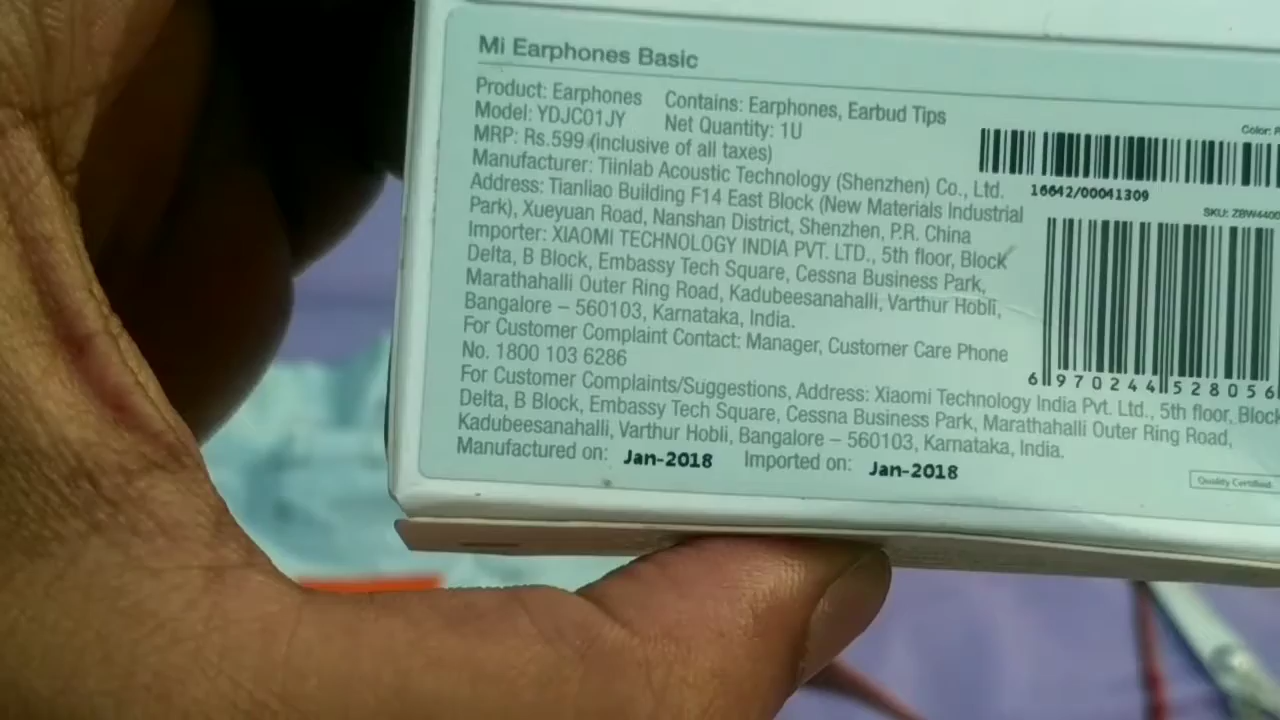 Mi Earphones Basic
Product: Earphones Contains: Earphones, Earbud Tips
Model: YDJC01JY Net Quantity: 1U
MRP: Rs.599 (inclusive of all taxes)
Manufacturer: Tiinlab Acoustic Technology (Shenzhen) Co., Ltd.
Address: Tianliao Building F14 East Block (New Materials Industrial
Park), Xueyuan Road, Nanshan District, Shenzhen, P.R. China
Importer: XIAOMI TECHNOLOGY INDIA PVT. LTD., 5th floor, Block
Delta, B Block, Embassy Tech Square, Cessna Business Park,
Marathahalli Outer Ring Road, Kadubeesanahalli, Varthur Hobli,
Bangalore – 560103, Karnataka, India.
For Customer Complaint Contact: Manager, Customer Care Phone
No. 1800 103 6286
For Customer Complaints/Suggestions, Address: Xiaomi Technology India Pvt. Ltd., 5th floor, Block
Delta, B Block, Embassy Tech Square, Cessna Business Park, Marathahalli Outer Ring Road,
Kadubeesanahalli, Varthur Hobli, Bangalore – 560103, Karnataka, India.
Manufactured on: Jan-2018 Imported on: Jan-2018
Color:
16642/00041309
SKU:
6 970244 528056
Quality Certified